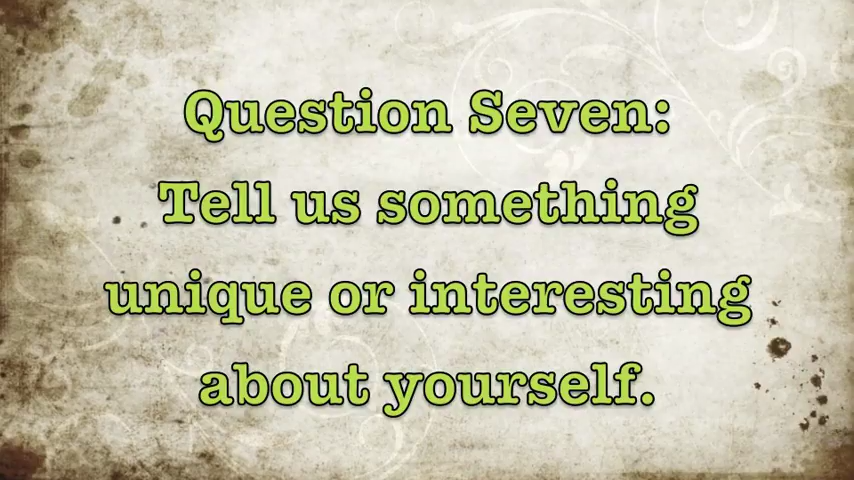 Question Seven:
Tell us something
unique or interesting
about yourself.